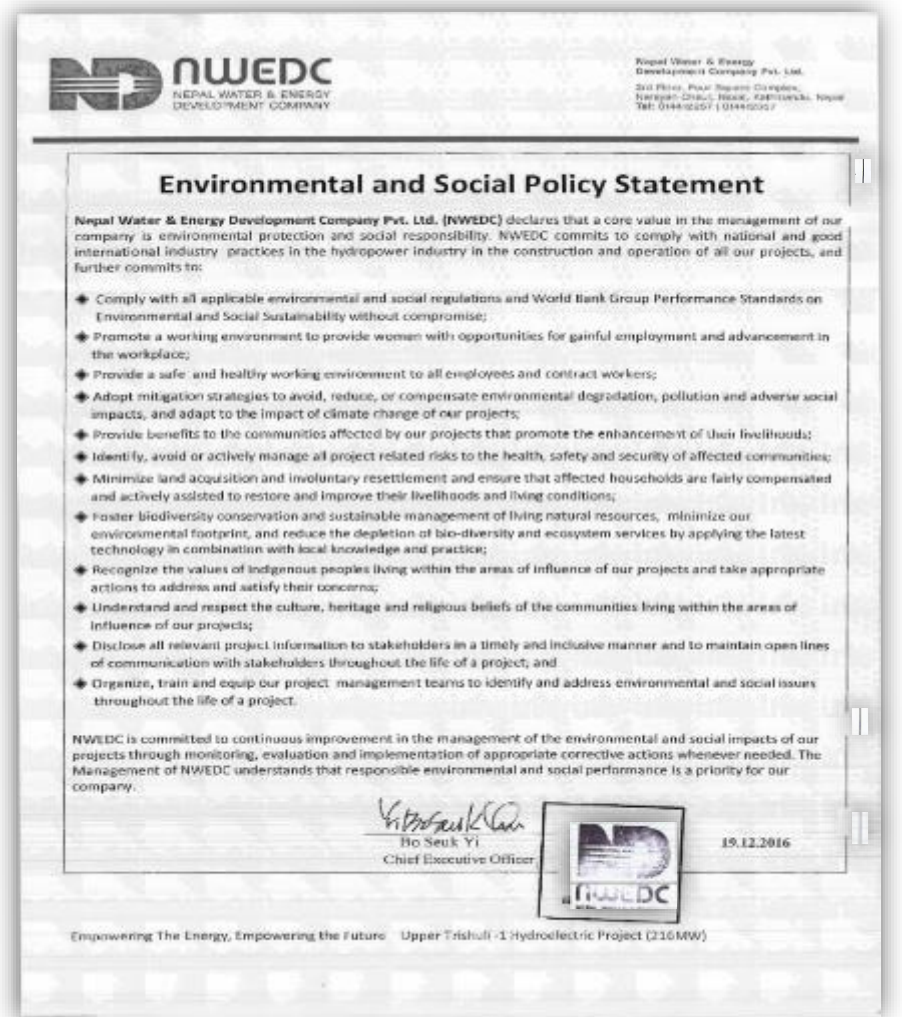 NWEDC
NEPAL WATER & ENERGY
DEVELOPMENT COMPANY
Nepal Water & Energy
Development Company Pvt. Ltd.
Environmental and Social Policy Statement
Nepal Water & Energy Development Company Pvt. Ltd. (NWEDC) declares that a core value in the management of our
company is environmental protection and social responsibility. NWEDC commits to comply with national and good
international industry practices in the hydropower industry in the construction and operation of all our projects, and
further commits to:
◆ Comply with all applicable environmental and social regulations and World Bank Group Performance Standards on
Environmental and Social Sustainability without compromise;
◆ Promote a working environment to provide women with opportunities for gainful employment and advancement in
the workplace;
◆ Provide a safe and healthy working environment to all employees and contract workers;
◆ Adopt mitigation strategies to avoid, reduce, or compensate environmental degradation, pollution and adverse social
impacts, and adapt to the impact of climate change of our projects;
◆ Provide benefits to the communities affected by our projects that promote the enhancement of their livelihoods;
◆ Identify, avoid or actively manage all project related risks to the health, safety and security of affected communities;
◆ Minimize land acquisition and involuntary resettlement and ensure that affected households are fairly compensated
and actively assisted to restore and improve their livelihoods and living conditions;
◆ Foster biodiversity conservation and sustainable management of living natural resources, minimize our
environmental footprint, and reduce the depletion of bio-diversity and ecosystem services by applying the latest
technology in combination with local knowledge and practice;
◆ Recognize the values of indigenous peoples living within the areas of influence of our projects and take appropriate
actions to address and satisfy their concerns;
◆ Understand and respect the culture, heritage and religious beliefs of the communities living within the areas of
influence of our projects;
◆ Disclose all relevant project information to stakeholders in a timely and inclusive manner and to maintain open lines
of communication with stakeholders throughout the life of a project; and
◆ Organize, train and equip our project management teams to identify and address environmental and social issues
throughout the life of a project.
NWEDC is committed to continuous improvement in the management of the environmental and social impacts of our
projects through monitoring, evaluation and implementation of appropriate corrective actions whenever needed. The
Management of NWEDC understands that responsible environmental and social performance is a priority for our
company.
Bo Seuk Yi
Chief Executive Officer
19.12.2016
NWEDC
Empowering The Energy, Empowering the Future Upper Trishuli -1 Hydroelectric Project (216MW)